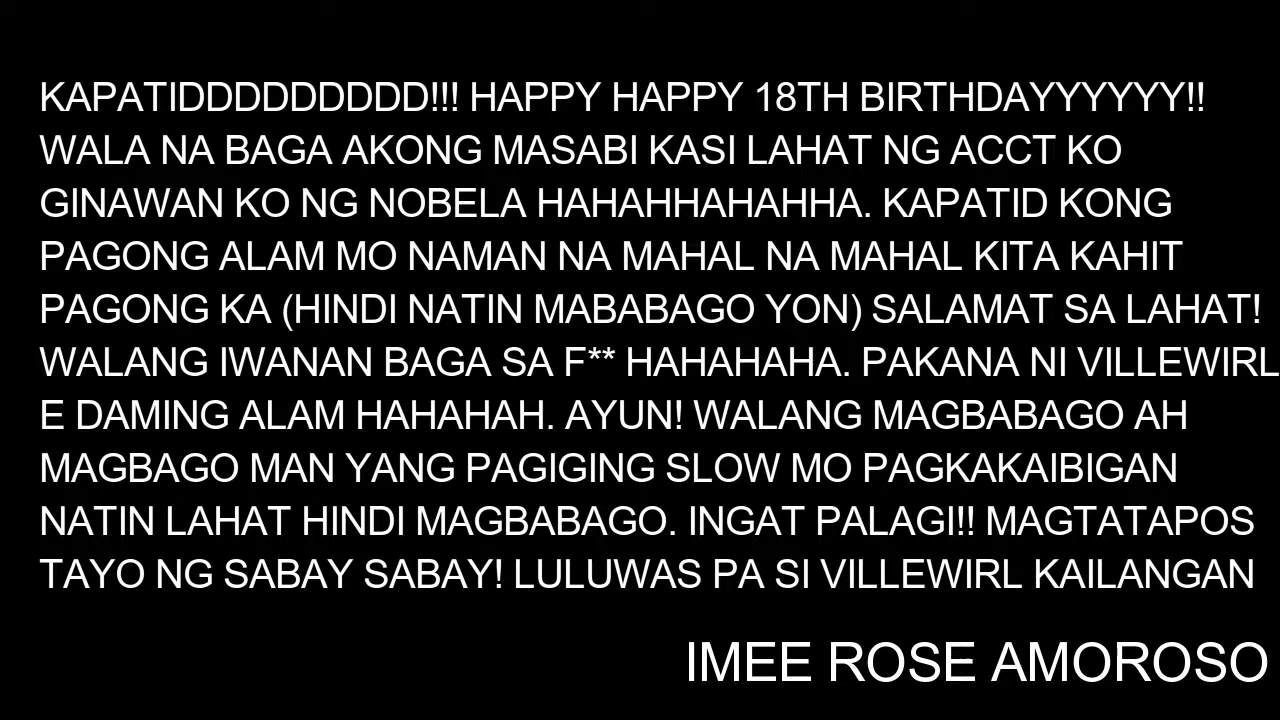 KAPATIDDDDDDDDDD!!! HAPPY HAPPY 18TH BIRTHDAYYYYYY!!
WALA NA BAGA AKONG MASABI KASI LAHAT NG ACCT KO
GINAWAN KO NG NOBELA HAHAHHAHAHHA. KAPATID KONG
PAGONG ALAM MO NAMAN NA MAHAL NA MAHAL KITA KAHIT
PAGONG KA (HINDI NATIN MABABAGO YON) SALAMAT SA LAHAT!
WALANG IWANAN BAGA SA F** HAHAHAHA. PAKANA NI VILLEWIRL
E DAMING ALAM HAHAHAH. AYUN! WALANG MAGBABAGO AH
MAGBAGO MAN YANG PAGIGING SLOW MO PAGKAKAIBIGAN
NATIN LAHAT HINDI MAGBABAGO. INGAT PALAGI!! MAGTATAPOS
TAYO NG SABAY SABAY! LULUWAS PA SI VILLEWIRL KAILANGAN
IMEE ROSE AMOROSO